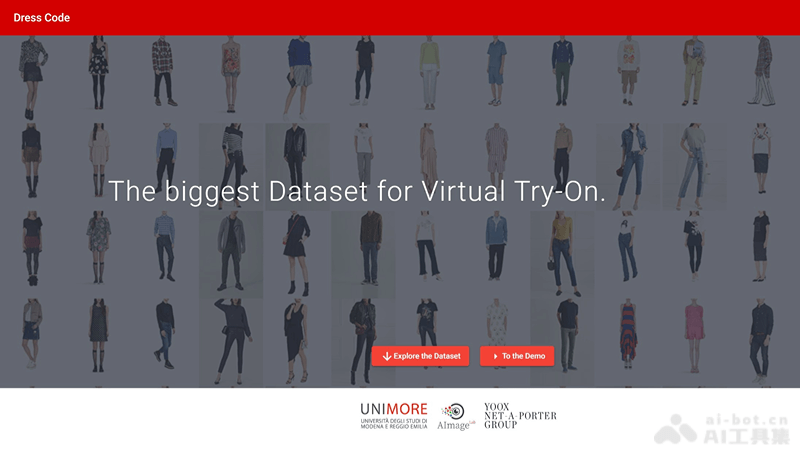 Dress Code
The biggest Dataset for Virtual Try-On.
Explore the Dataset
To the Demo
UNIMORE
UNIVERSITÀ DEGLI STUDI DI
MODENA E REGGIO EMILIA
AImageLab
YOOX
NET-A-PORTER
GROUP
ai-bot.cn
AI工具集